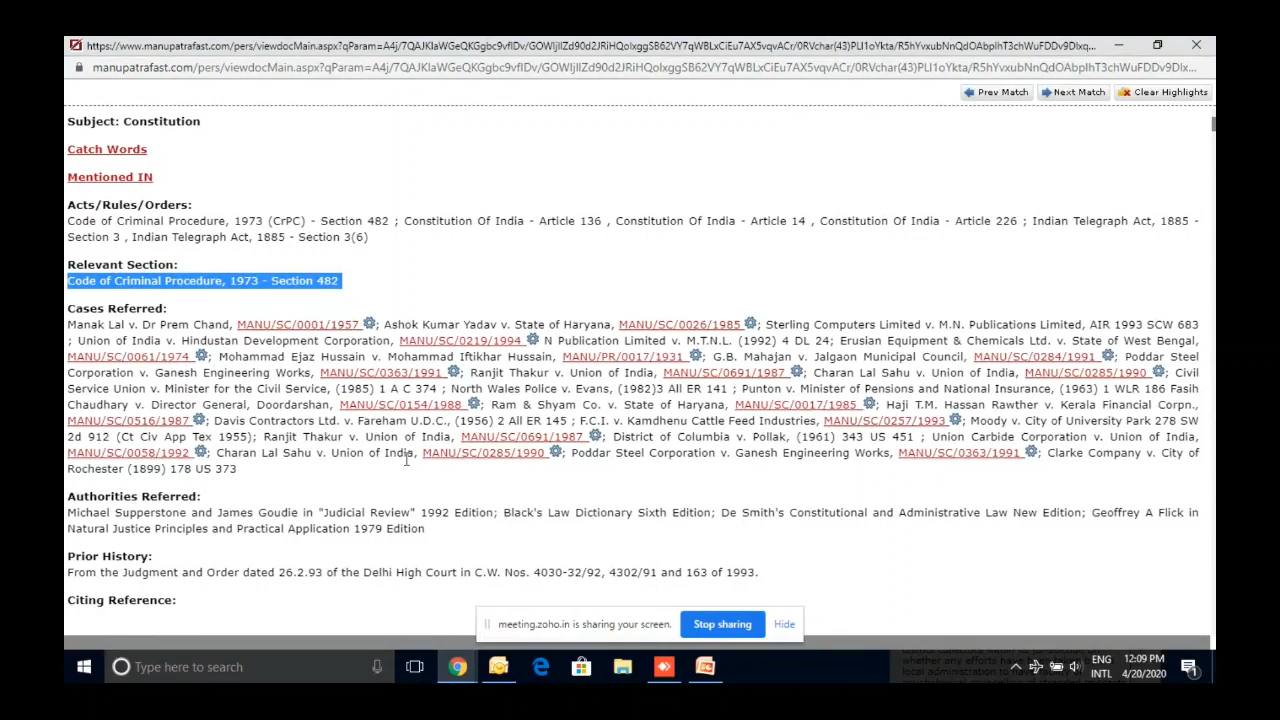 https://www.manupatrafast.com/pers/viewdocMain.aspx?qParam=
manupatrafast.com/pers/viewdocMain.aspx?qParam=
Prev Match Next Match Clear Highlights
Subject: Constitution
Catch Words
Mentioned IN
Acts/Rules/Orders:
Code of Criminal Procedure, 1973 (CrPC) - Section 482 ; Constitution Of India - Article 136 , Constitution Of India - Article 14 , Constitution Of India - Article 226 ; Indian Telegraph Act, 1885 -
Section 3 , Indian Telegraph Act, 1885 - Section 3(6)
Relevant Section:
Code of Criminal Procedure, 1973 - Section 482
Cases Referred:
Manak Lal v. Dr Prem Chand, MANU/SC/0001/1957 ; Ashok Kumar Yadav v. State of Haryana, MANU/SC/0026/1985 ; Sterling Computers Limited v. M.N. Publications Limited, AIR 1993 SCW 683
; Union of India v. Hindustan Development Corporation, MANU/SC/0219/1994 N Publication Limited v. M.T.N.L. (1992) 4 DL 24; Erusian Equipment & Chemicals Ltd. v. State of West Bengal,
MANU/SC/0061/1974 ; Mohammad Ejaz Hussain v. Mohammad Iftikhar Hussain, MANU/PR/0017/1931 ; G.B. Mahajan v. Jalgaon Municipal Council, MANU/SC/0284/1991 ; Poddar Steel
Corporation v. Ganesh Engineering Works, MANU/SC/0363/1991 ; Ranjit Thakur v. Union of India, MANU/SC/0691/1987 ; Charan Lal Sahu v. Union of India, MANU/SC/0285/1990 ; Civil
Service Union v. Minister for the Civil Service, (1985) 1 A C 374 ; North Wales Police v. Evans, (1982)3 All ER 141 ; Punton v. Minister of Pensions and National Insurance, (1963) 1 WLR 186 Fasih
Chaudhary v. Director General, Doordarshan, MANU/SC/0154/1988 ; Ram & Shyam Co. v. State of Haryana, MANU/SC/0017/1985 ; Haji T.M. Hassan Rawther v. Kerala Financial Corpn.,
MANU/SC/0516/1987 ; Davis Contractors Ltd. v. Fareham U.D.C., (1956) 2 All ER 145 ; F.C.I. v. Kamdhenu Cattle Feed Industries, MANU/SC/0257/1993 ; Moody v. City of University Park 278 SW
2d 912 (Ct Civ App Tex 1955); Ranjit Thakur v. Union of India, MANU/SC/0691/1987 ; District of Columbia v. Pollak, (1961) 343 US 451 ; Union Carbide Corporation v. Union of India,
MANU/SC/0058/1992 ; Charan Lal Sahu v. Union of India, MANU/SC/0285/1990 ; Poddar Steel Corporation v. Ganesh Engineering Works, MANU/SC/0363/1991 ; Clarke Company v. City of
Rochester (1899) 178 US 373
Authorities Referred:
Michael Supperstone and James Goudie in "Judicial Review" 1992 Edition; Black's Law Dictionary Sixth Edition; De Smith's Constitutional and Administrative Law New Edition; Geoffrey A Flick in
Natural Justice Principles and Practical Application 1979 Edition
Prior History:
From the Judgment and Order dated 26.2.93 of the Delhi High Court in C.W. Nos. 4030-32/92, 4302/91 and 163 of 1993.
Citing Reference:
meeting.zoho.in is sharing your screen. Stop sharing Hide
Type here to search
ENG 12:09 PM
INTL 4/20/2020 1